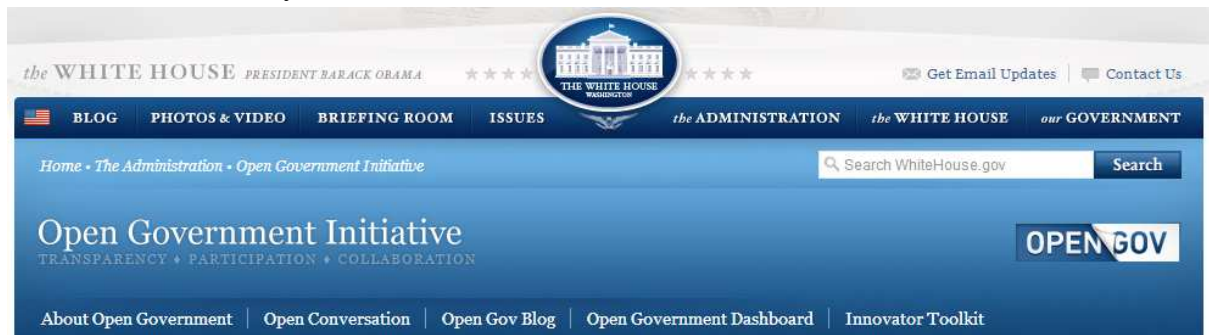 the WHITE HOUSE PRESIDENT BARACK OBAMA
THE WHITE HOUSE
WASHINGTON
Get Email Updates
Contact Us
BLOG PHOTOS & VIDEO BRIEFING ROOM ISSUES the ADMINISTRATION the WHITE HOUSE our GOVERNMENT
Home • The Administration • Open Government Initiative
Search WhiteHouse.gov
Search
Open Government Initiative
TRANSPARENCY • PARTICIPATION • COLLABORATION
OPEN GOV
About Open Government | Open Conversation | Open Gov Blog | Open Government Dashboard | Innovator Toolkit